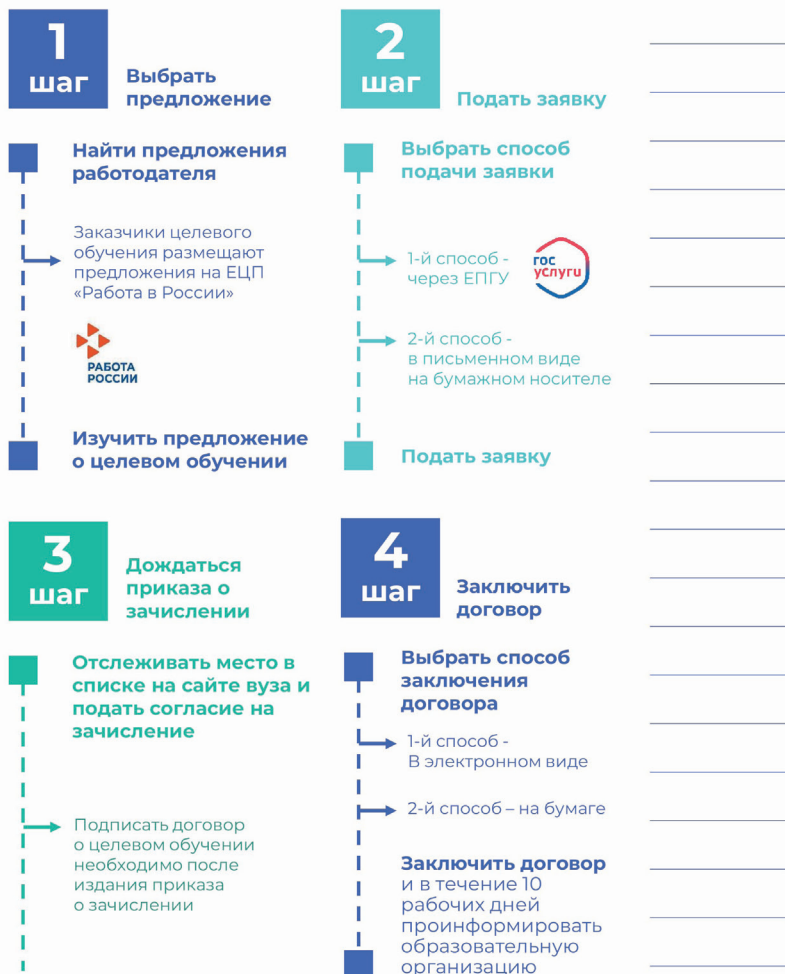 1
шаг
Выбрать
предложение
Найти предложения
работодателя
Заказчики целевого
обучения размещают
предложения на ЕЦП
«Работа в России»
РАБОТА
РОССИИ
Изучить предложение
о целевом обучении
2
шаг
Подать заявку
Выбрать способ
подачи заявки
1-й способ -
через ЕПГУ
гос
услуги
2-й способ -
в письменном виде
на бумажном носителе
Подать заявку
3
шаг
Дождаться
приказа о
зачислении
Отслеживать место в
списке на сайте вуза и
подать согласие на
зачисление
Подписать договор
о целевом обучении
необходимо после
издания приказа
о зачислении
4
шаг
Заключить
договор
Выбрать способ
заключения
договора
1-й способ -
В электронном виде
2-й способ – на бумаге
Заключить договор
и в течение 10
рабочих дней
проинформировать
образовательную
организацию